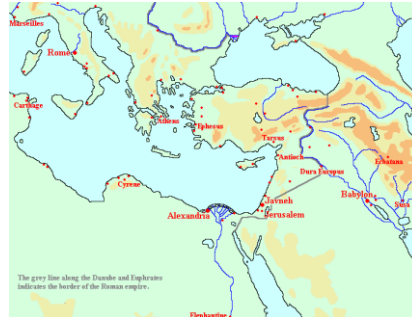 Marseilles
Rome
Carthage
Athens
Ephesus
Tarsus
Antioch
Ecbatana
Dura Europus
Cyrene
Babylon
Susa
Javneh
Alexandria
Jerusalem
The grey line along the Danube and Euphrates
indicates the border of the Roman empire.
Elephantine